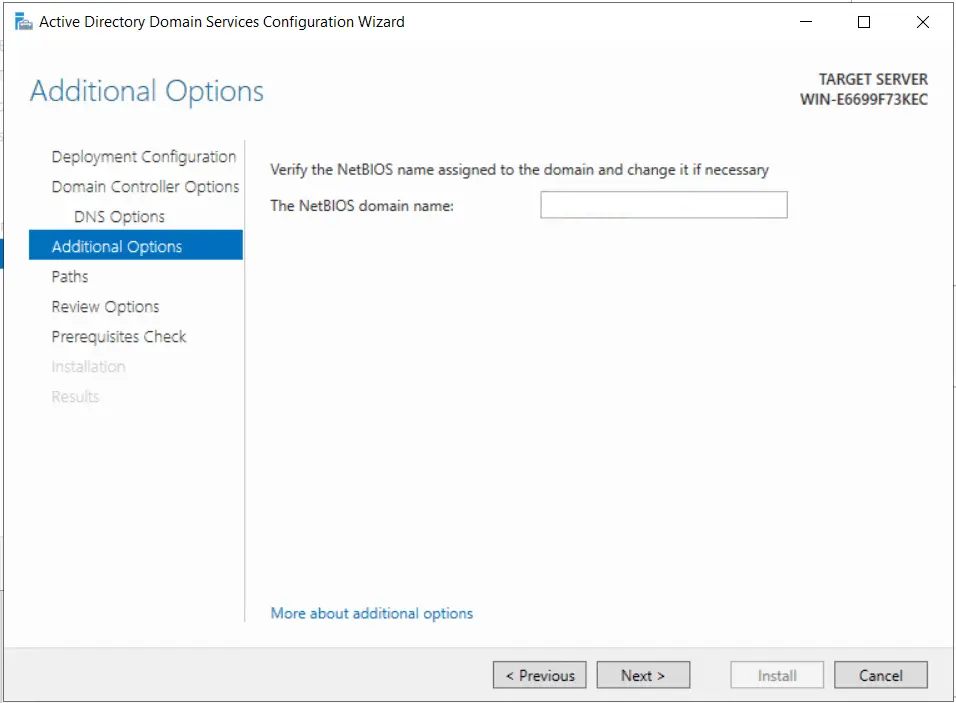 Active Directory Domain Services Configuration Wizard
Additional Options
TARGET SERVER
WIN-E6699F73KEC
Deployment Configuration
Domain Controller Options
DNS Options
Additional Options
Paths
Review Options
Prerequisites Check
Installation
Results
Verify the NetBIOS name assigned to the domain and change it if necessary
The NetBIOS domain name:
More about additional options
< Previous
Next >
Install
Cancel